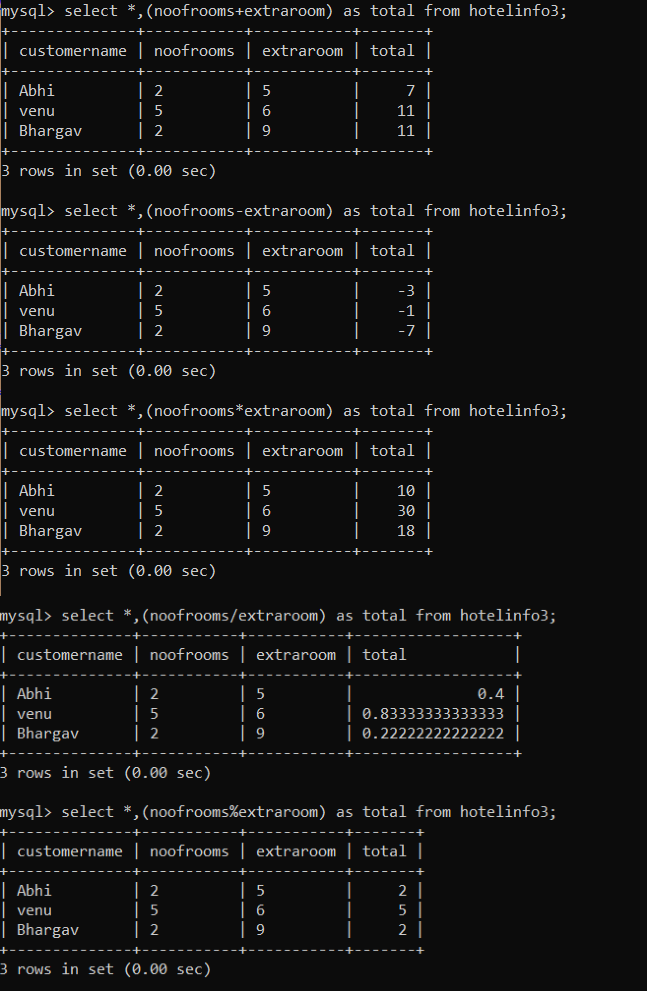 mysql> select *,(noofrooms+extraroom) as total from hotelinfo3;
+--------------+-----------+-----------+-------+
| customername | noofrooms | extraroom | total |
+--------------+-----------+-----------+-------+
| Abhi         | 2         | 5         |     7 |
| venu         | 5         | 6         |    11 |
| Bhargav      | 2         | 9         |    11 |
+--------------+-----------+-----------+-------+
3 rows in set (0.00 sec)
mysql> select *,(noofrooms-extraroom) as total from hotelinfo3;
+--------------+-----------+-----------+-------+
| customername | noofrooms | extraroom | total |
+--------------+-----------+-----------+-------+
| Abhi         | 2         | 5         |    -3 |
| venu         | 5         | 6         |    -1 |
| Bhargav      | 2         | 9         |    -7 |
+--------------+-----------+-----------+-------+
3 rows in set (0.00 sec)
mysql> select *,(noofrooms*extraroom) as total from hotelinfo3;
+--------------+-----------+-----------+-------+
| customername | noofrooms | extraroom | total |
+--------------+-----------+-----------+-------+
| Abhi         | 2         | 5         |    10 |
| venu         | 5         | 6         |    30 |
| Bhargav      | 2         | 9         |    18 |
+--------------+-----------+-----------+-------+
3 rows in set (0.00 sec)
mysql> select *,(noofrooms/extraroom) as total from hotelinfo3;
+--------------+-----------+-----------+------------------+
| customername | noofrooms | extraroom | total            |
+--------------+-----------+-----------+------------------+
| Abhi         | 2         | 5         |              0.4 |
| venu         | 5         | 6         | 0.83333333333333 |
| Bhargav      | 2         | 9         | 0.22222222222222 |
+--------------+-----------+-----------+------------------+
3 rows in set (0.00 sec)
mysql> select *,(noofrooms%extraroom) as total from hotelinfo3;
+--------------+-----------+-----------+-------+
| customername | noofrooms | extraroom | total |
+--------------+-----------+-----------+-------+
| Abhi         | 2         | 5         |     2 |
| venu         | 5         | 6         |     5 |
| Bhargav      | 2         | 9         |     2 |
+--------------+-----------+-----------+-------+
3 rows in set (0.00 sec)